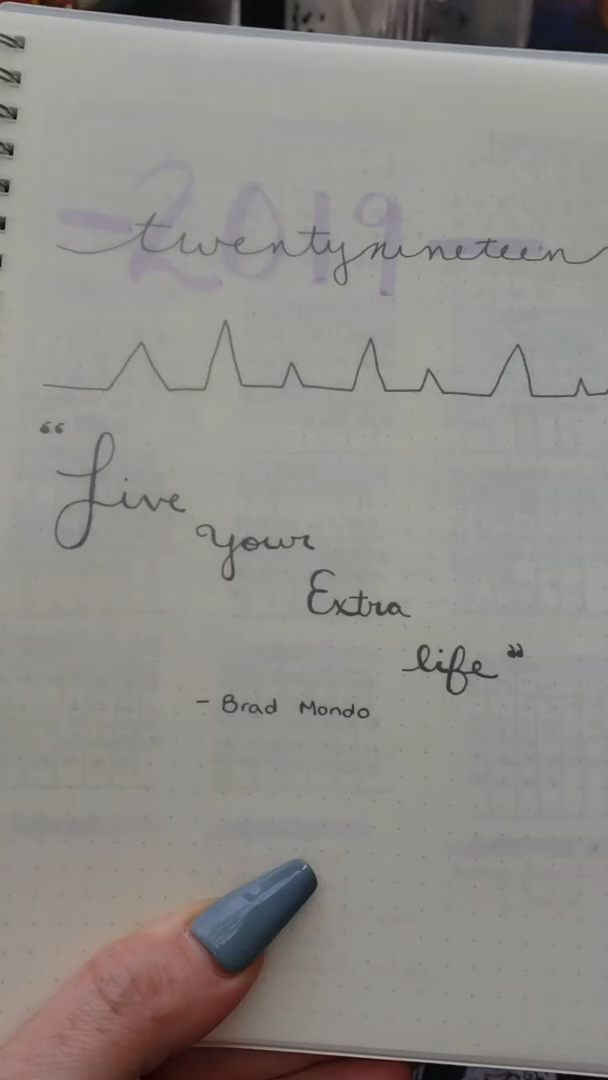 2019
twentynineteen
“Live
your
Extra
life”
- Brad Mondo